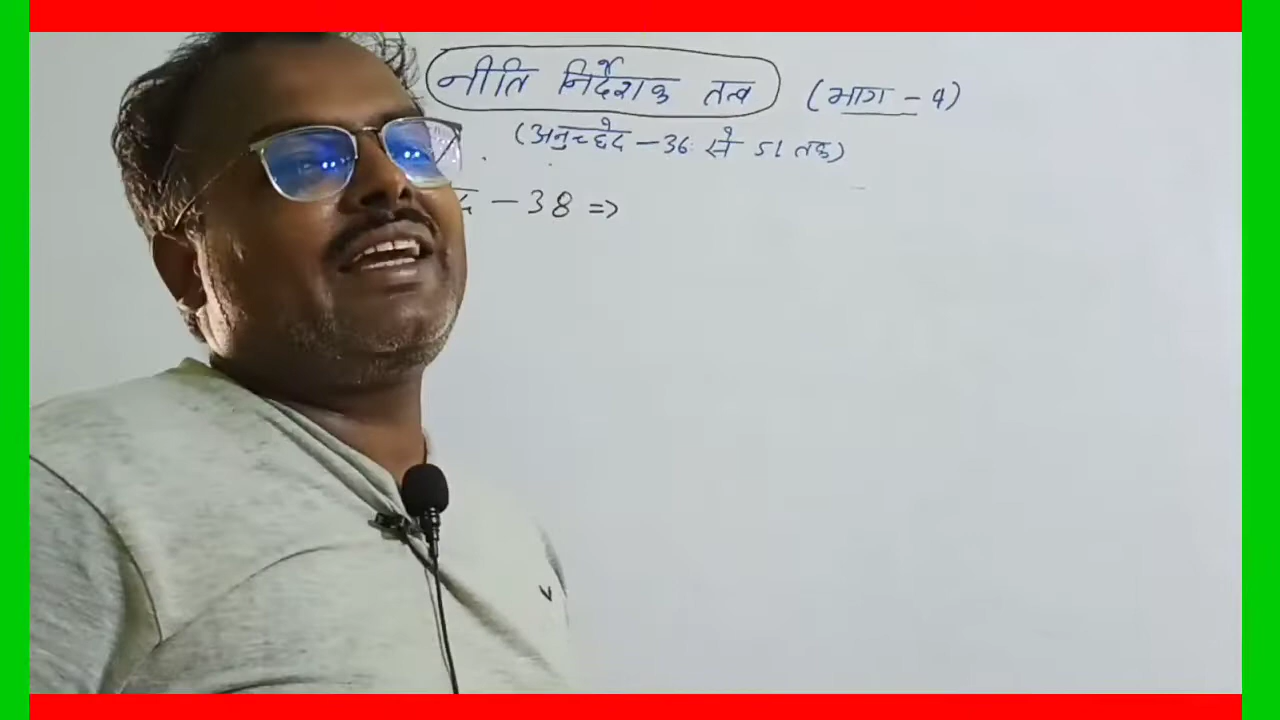 नीति निर्देशक तत्व (भाग - 4)
(अनुच्छेद - 36 से 51 तक)
- 38 =>